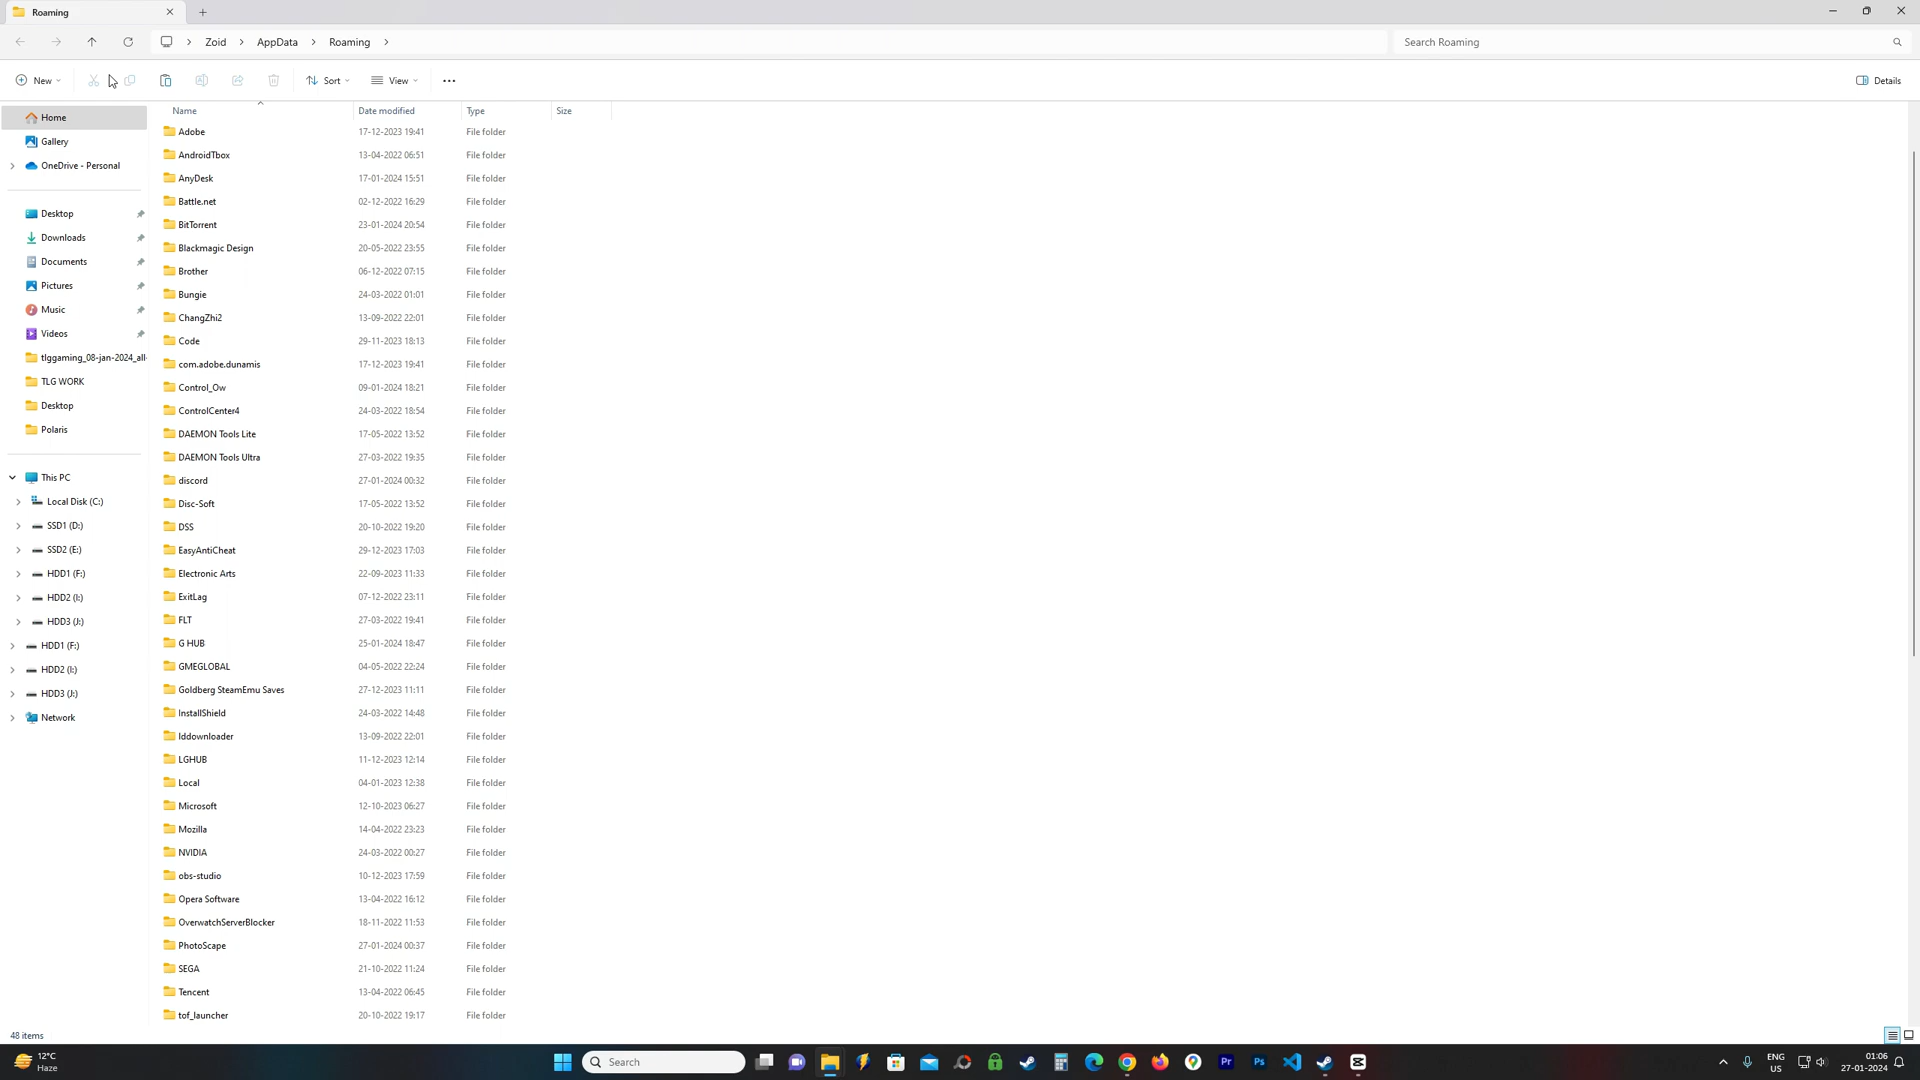 Roaming
Zoid > AppData > Roaming >
Search Roaming
New
Sort
View
Details
Name Date modified Type Size
Home
Gallery
OneDrive - Personal
Desktop
Downloads
Documents
Pictures
Music
Videos
tlggaming_08-jan-2024_all-
TLG WORK
Desktop
Polaris
This PC
Local Disk (C:)
SSD1 (D:)
SSD2 (E:)
HDD1 (F:)
HDD2 (I:)
HDD3 (J:)
HDD1 (F:)
HDD2 (I:)
HDD3 (J:)
Network
Adobe 17-12-2023 19:41 File folder
AndroidTbox 13-04-2022 06:51 File folder
AnyDesk 17-01-2024 15:51 File folder
Battle.net 02-12-2022 16:29 File folder
BitTorrent 23-01-2024 20:54 File folder
Blackmagic Design 20-05-2022 23:55 File folder
Brother 06-12-2022 07:15 File folder
Bungie 24-03-2022 01:01 File folder
ChangZhi2 13-09-2022 22:01 File folder
Code 29-11-2023 18:13 File folder
com.adobe.dunamis 17-12-2023 19:41 File folder
Control_Ow 09-01-2024 18:21 File folder
ControlCenter4 24-03-2022 18:54 File folder
DAEMON Tools Lite 17-05-2022 13:52 File folder
DAEMON Tools Ultra 27-03-2022 19:35 File folder
discord 27-01-2024 00:32 File folder
Disc-Soft 17-05-2022 13:52 File folder
DSS 20-10-2022 19:20 File folder
EasyAntiCheat 29-12-2023 17:03 File folder
Electronic Arts 22-09-2023 11:33 File folder
ExitLag 07-12-2022 23:11 File folder
FLT 27-03-2022 19:41 File folder
G HUB 25-01-2024 18:47 File folder
GMEGLOBAL 04-05-2022 22:24 File folder
Goldberg SteamEmu Saves 27-12-2023 11:11 File folder
InstallShield 24-03-2022 14:48 File folder
lddownloader 13-09-2022 22:01 File folder
LGHUB 11-12-2023 12:14 File folder
Local 04-01-2023 12:38 File folder
Microsoft 12-10-2023 06:27 File folder
Mozilla 14-04-2022 23:23 File folder
NVIDIA 24-03-2022 00:27 File folder
obs-studio 10-12-2023 17:59 File folder
Opera Software 13-04-2022 16:12 File folder
OverwatchServerBlocker 18-11-2022 11:53 File folder
PhotoScape 27-01-2024 00:37 File folder
SEGA 21-10-2022 11:24 File folder
Tencent 13-04-2022 06:45 File folder
tof_launcher 20-10-2022 19:17 File folder
48 items
12°C
Haze
Search
Pr
Ps
ENG
US
01:06
27-01-2024